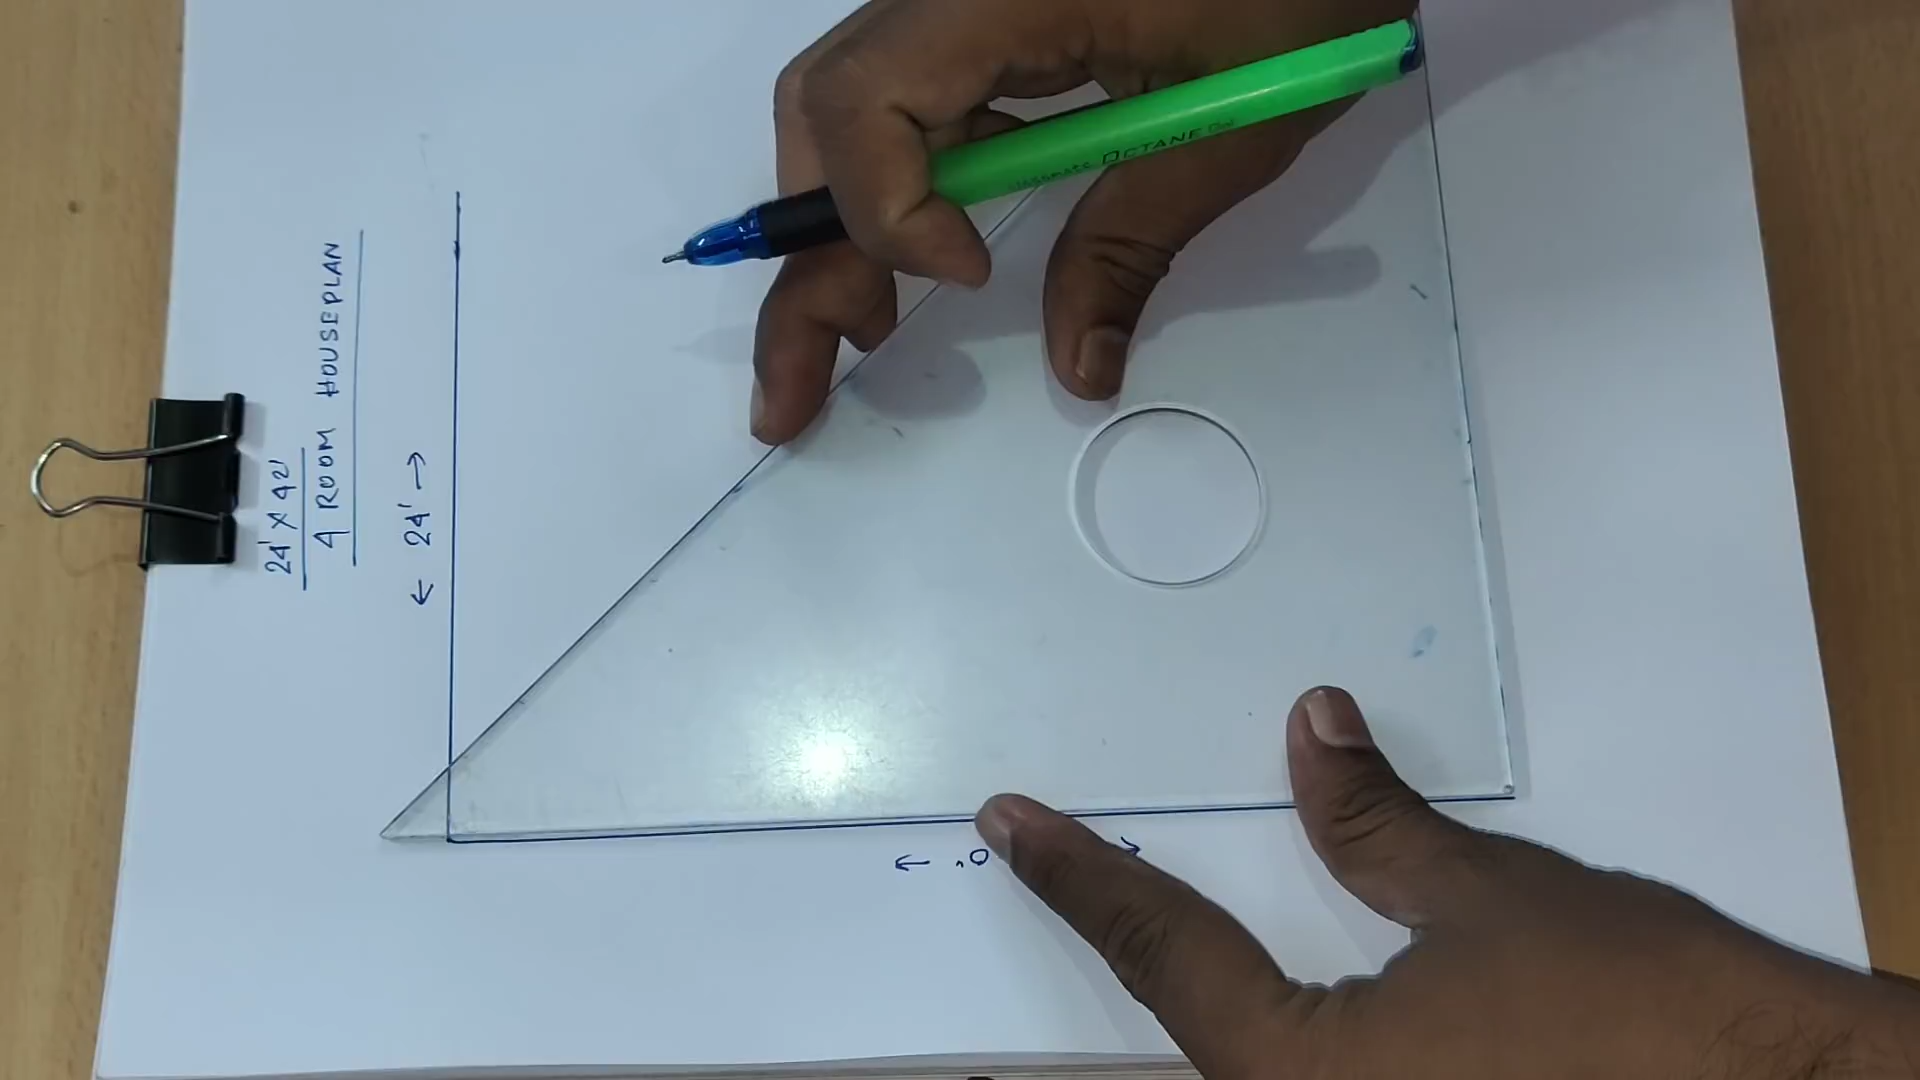 24' X 42'
4 ROOM HOUSEPLAN
← 24' →
OCTANE